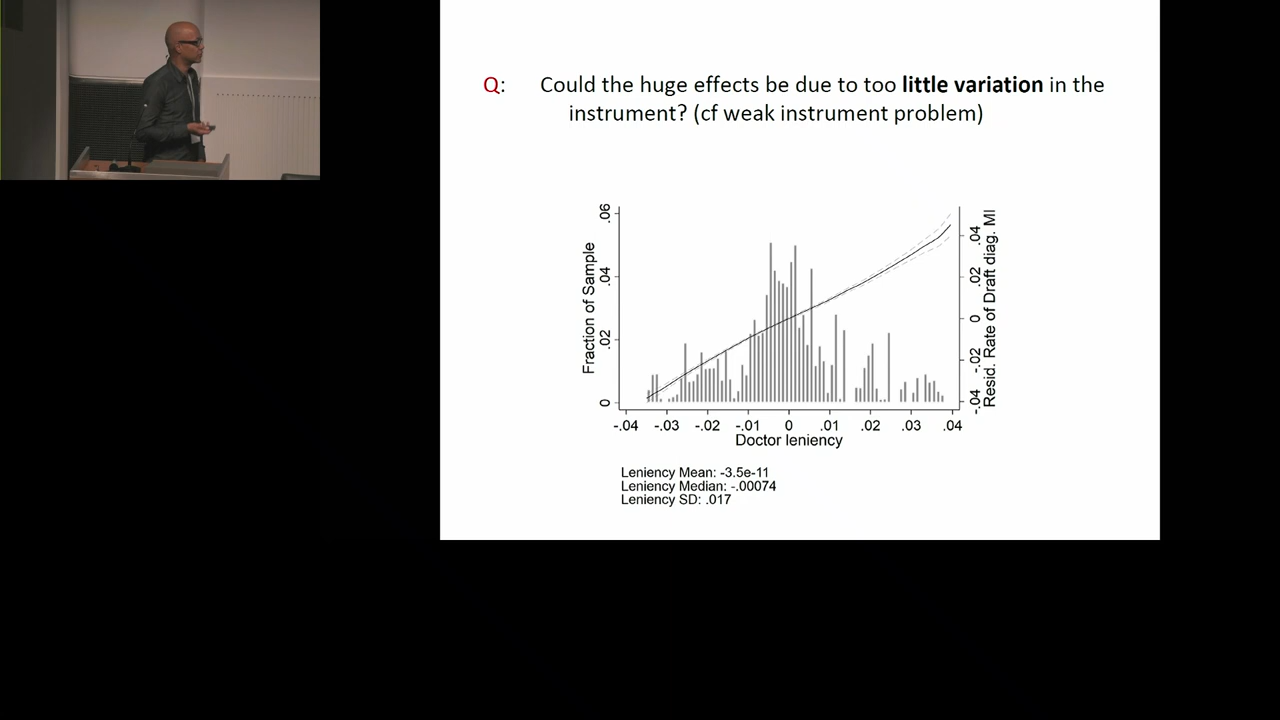 Q: Could the huge effects be due to too little variation in the
instrument? (cf weak instrument problem)
Fraction of Sample
.06
.04
.02
0
.04
.02
0
-.02
-.04
Resid. Rate of Draft diag. MI
-.04 -.03 -.02 -.01 0 .01 .02 .03 .04
Doctor leniency
Leniency Mean: -3.5e-11
Leniency Median: -.00074
Leniency SD: .017